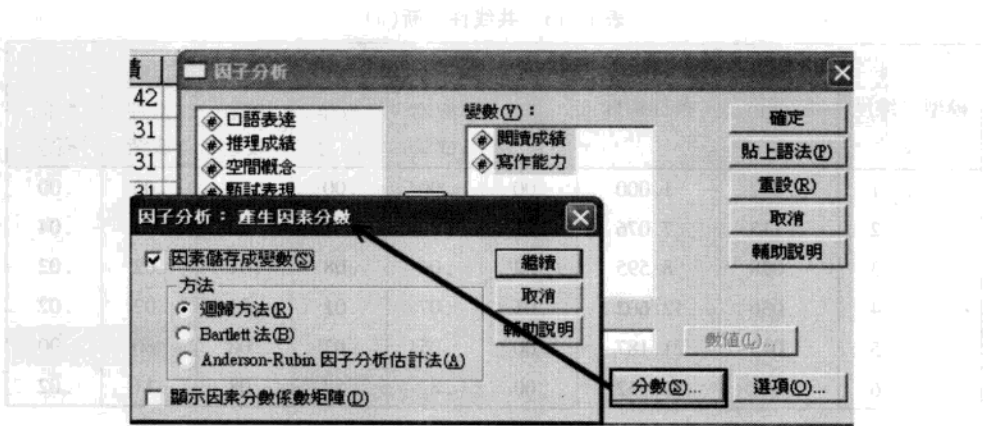 因子分析
42
31
31
31
口語表達
推理成績
空間概念
甄試表現
變數(V)：
閱讀成績
寫作能力
確定
貼上語法(P)
重設(R)
取消
輔助說明
因子分析：產生因素分數
因素儲存成變數(S)
方法
迴歸方法(R)
Bartlett 法(B)
Anderson-Rubin 因子分析估計法(A)
顯示因素分數係數矩陣(D)
繼續
取消
輔助說明
數值(L)...
分數(S)...
選項(O)...